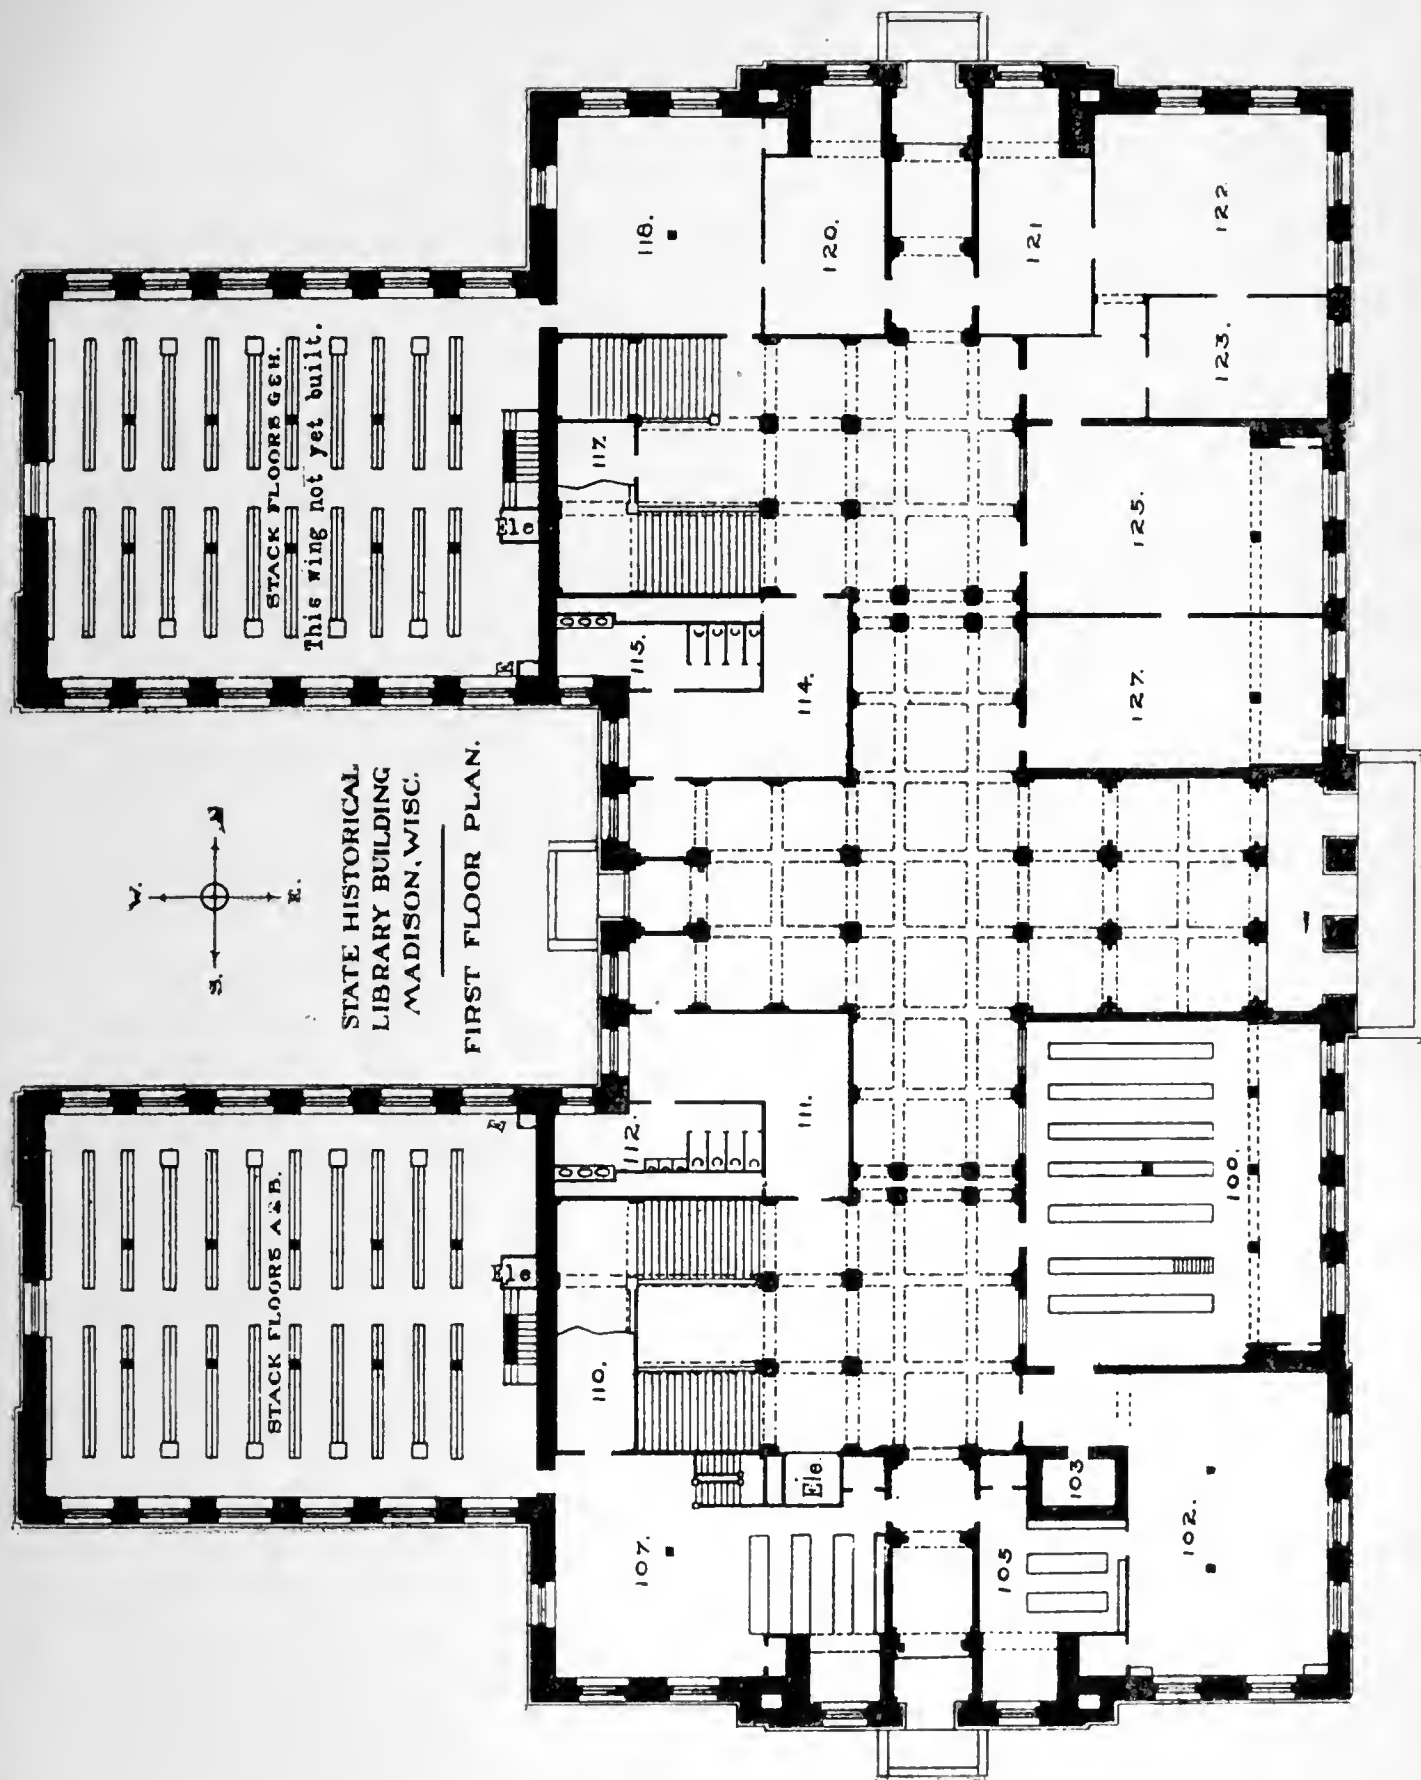 STATE HISTORICAL
LIBRARY BUILDING
MADISON, WISC.
FIRST FLOOR PLAN.
W.
N
S.
E.
STACK FLOORS G&H.
This wing not yet built.
Ele
E
STACK FLOORS A&B.
Ele
E
118.
120.
121
122.
123.
117.
125.
115.
114.
127.
112.
111.
110.
100.
Ele.
103
107.
105
102.